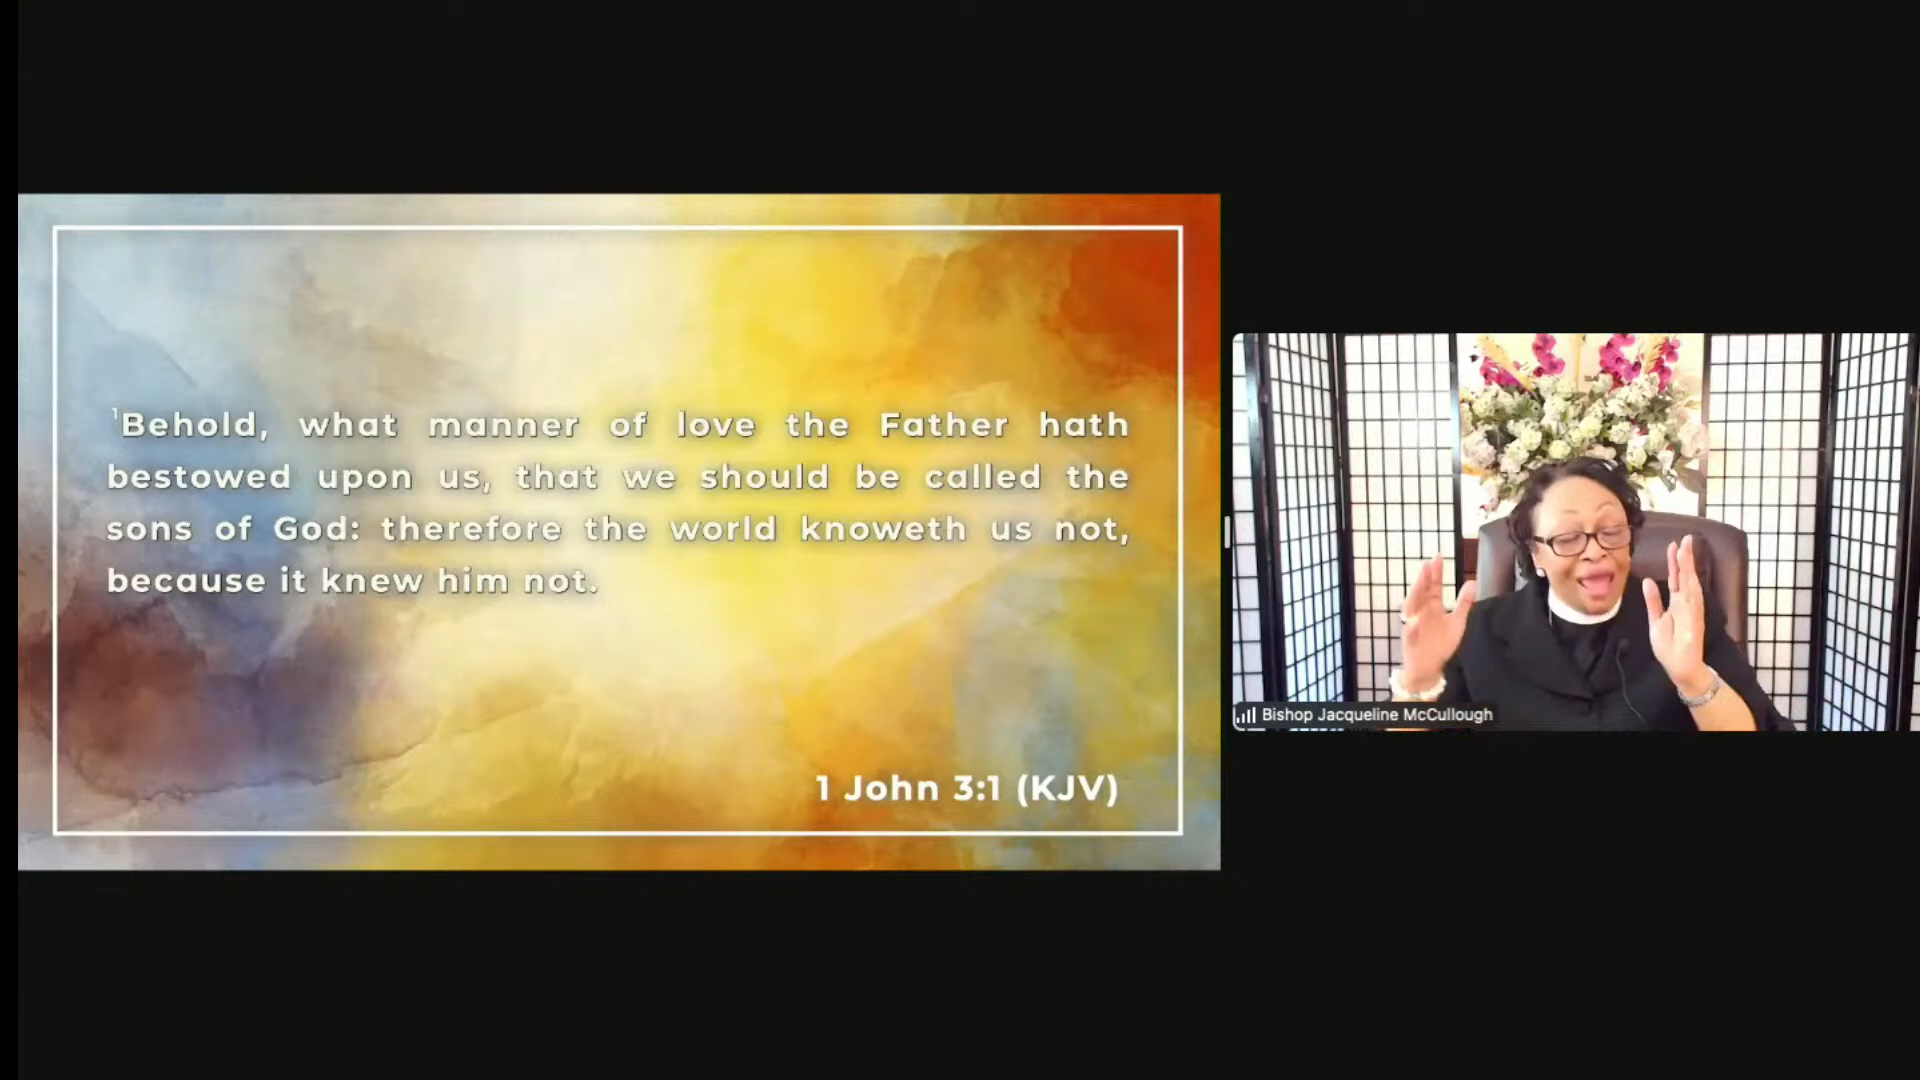 ¹Behold, what manner of love the Father hath
bestowed upon us, that we should be called the
sons of God: therefore the world knoweth us not,
because it knew him not.
1 John 3:1 (KJV)
Bishop Jacqueline McCullough